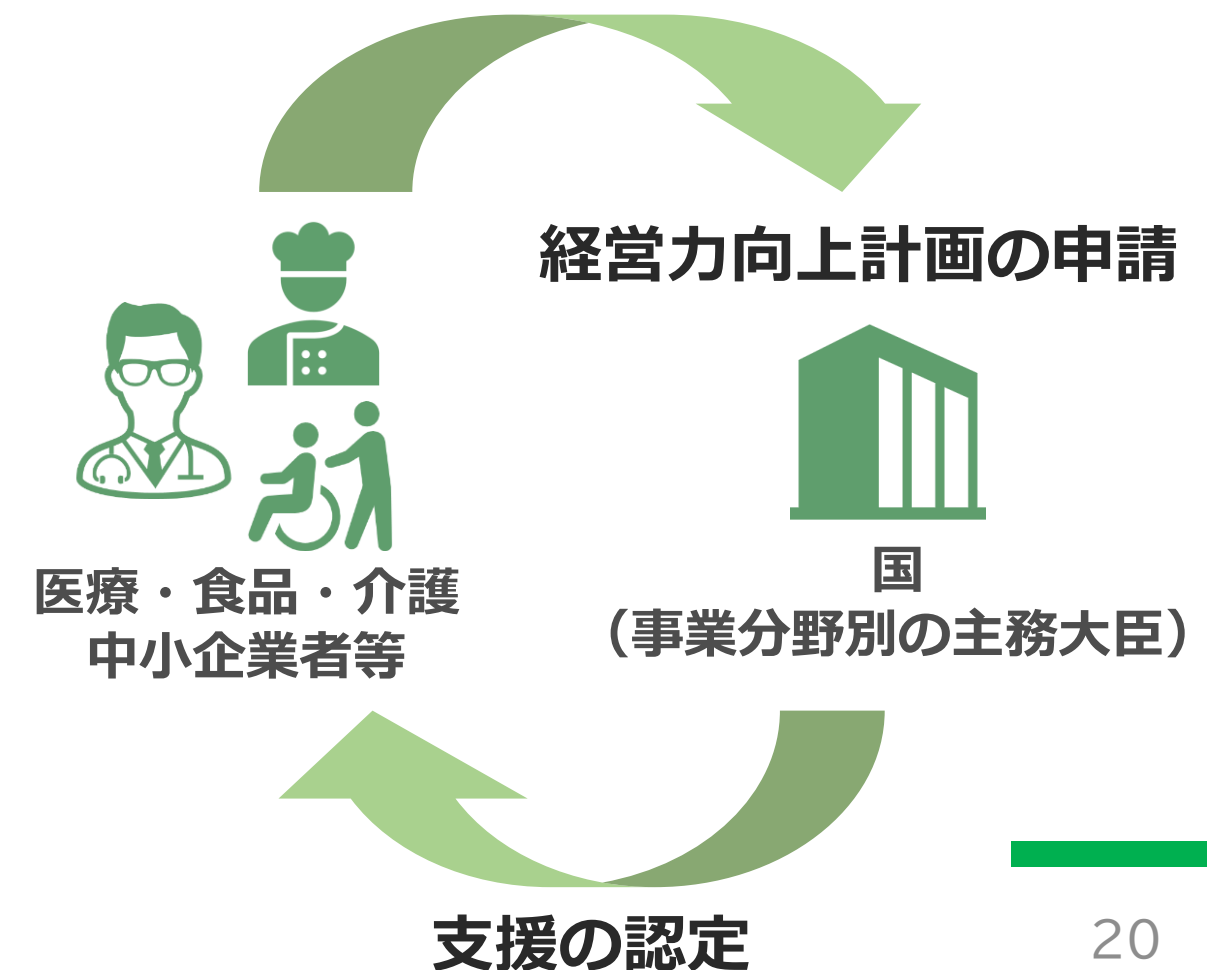 経営力向上計画の申請
医療・食品・介護
中小企業者等
国
（事業分野別の主務大臣）
支援の認定
20